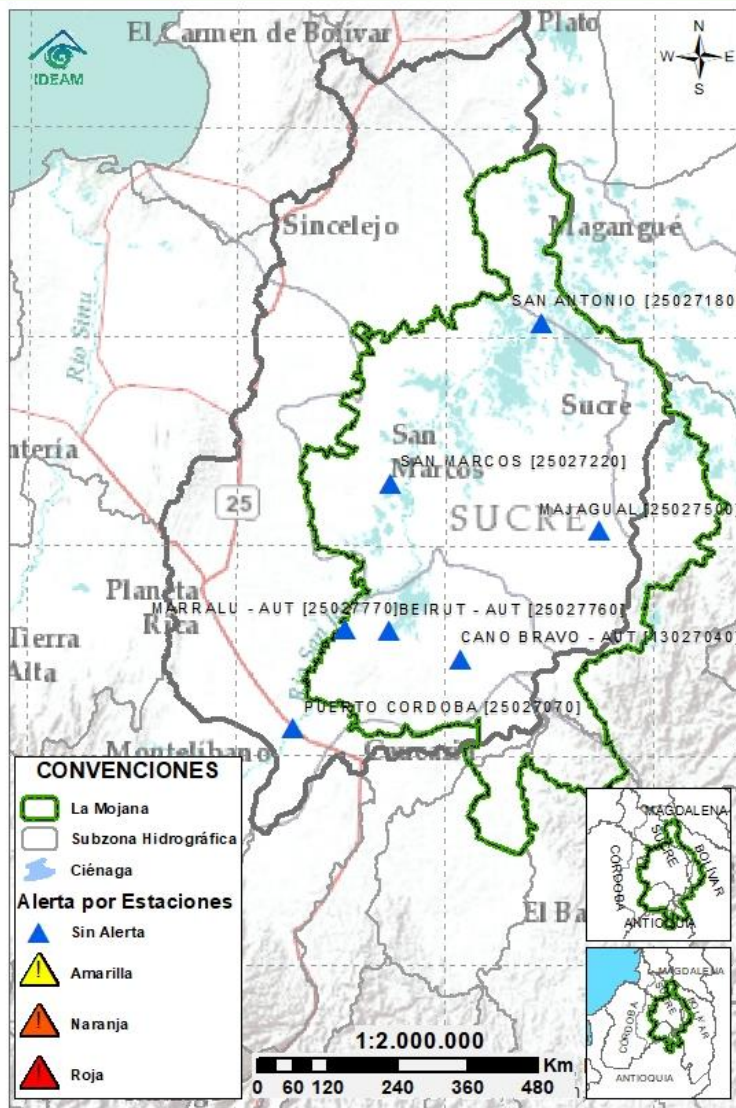 El Carmen de Bolívar
Plato
N
W E
S
IDEAM
Sincelejo
Magangué
SAN ANTONIO [25027180
Río Sinú
Sucre
ntería
San
Marcos
SAN MARCOS [25027220]
25
SUCRE
MAJAGUAL [25027500]
Planeta
Rica
MARRALU - AUT [25027770]
BEIRUT - AUT [25027760]
Tierra
Alta
CANO BRAVO - AUT [13027040]
PUERTO CORDOBA [25027070]
Montelíbano
CONVENCIONES
La Mojana
Subzona Hidrográfica
Ciénaga
Alerta por Estaciones
Sin Alerta
Amarilla
Naranja
Roja
El Ba
MAGDALENA
SUCRE
BOLÍVAR
CÓRDOBA
ANTIOQUIA
MAGDALENA
CÓRDOBA
ANTIOQUIA
1:2.000.000
Km
0 60 120 240 360 480